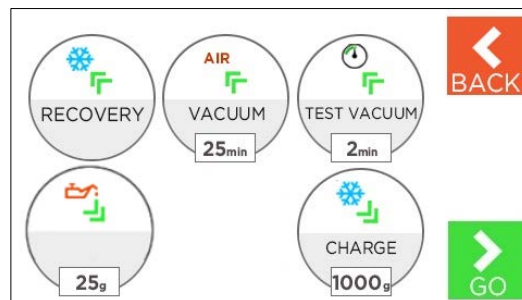 AIR
RECOVERY
VACUUM
TEST VACUUM
25min
2min
BACK
CHARGE
25g
1000g
GO